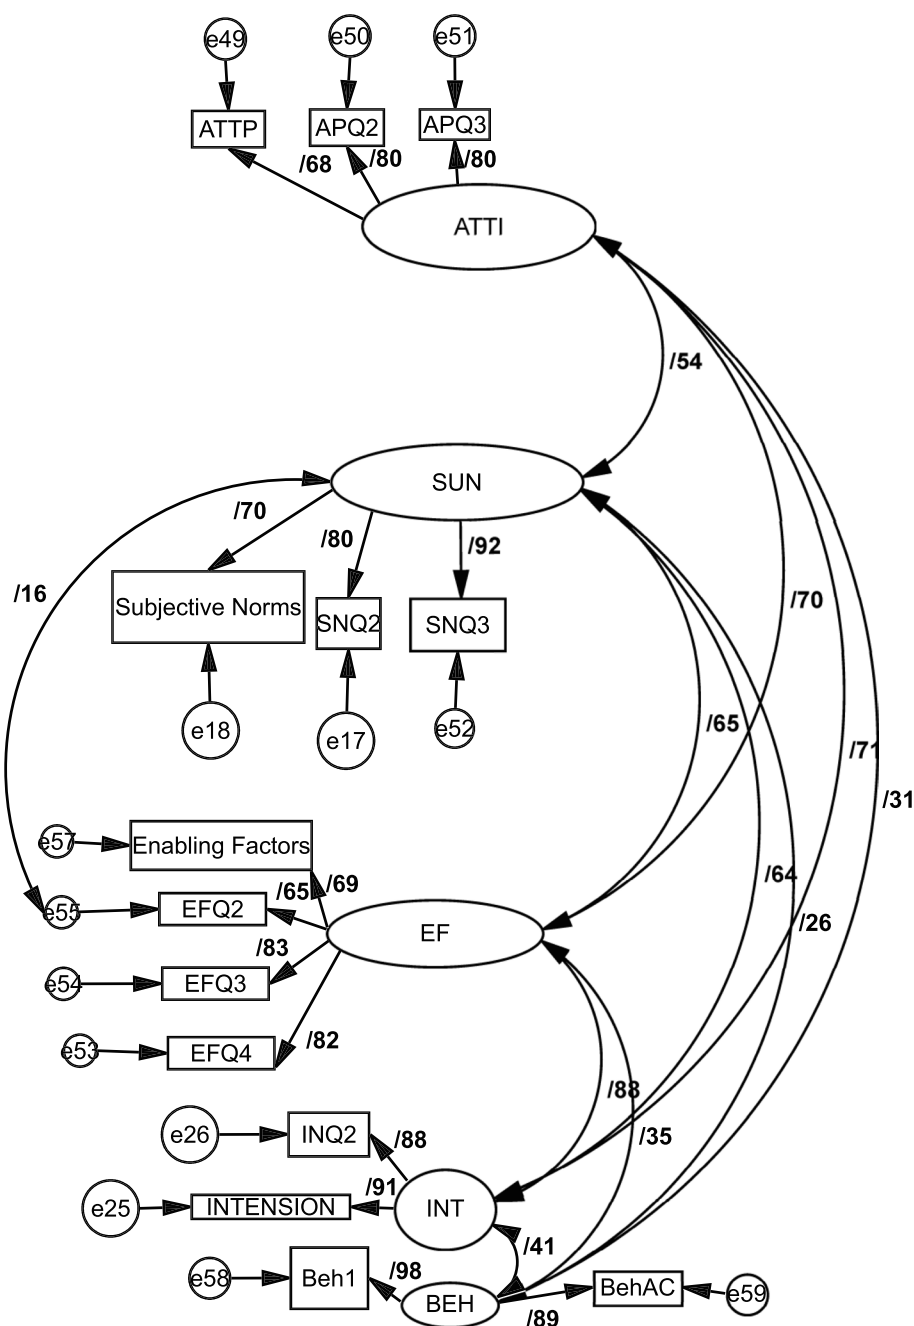 e49
e50
e51
ATTP
APQ2
APQ3
/68
/80
/80
ATTI
/54
SUN
/70
/80
/92
/16
Subjective Norms
SNQ2
SNQ3
/70
e18
e17
e52
/65
/71
/31
e57
Enabling Factors
/69
/65
/64
e55
EFQ2
EF
/26
/83
e54
EFQ3
/82
e53
EFQ4
/88
e26
INQ2
/88
/35
/91
e25
INTENSION
INT
/41
e58
Beh1
/98
BEH
BehAC
e59
/89